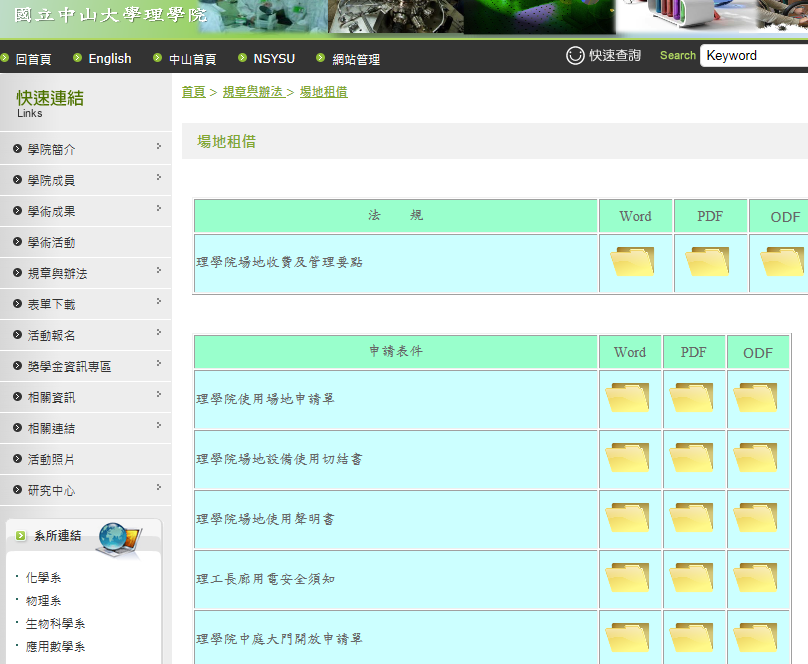 國立中山大學理學院
回首頁 English 中山首頁 NSYSU 網站管理 快速查詢 Search Keyword
快速連結
Links
學院簡介
學院成員
學術成果
學術活動
規章與辦法
表單下載
活動報名
獎學金資訊專區
相關資訊
相關連結
活動照片
研究中心
系所連結
· 化學系
· 物理系
· 生物科學系
· 應用數學系
首頁 > 規章與辦法 > 場地租借
場地租借
法 規 Word PDF ODF
理學院場地收費及管理要點
申請表件 Word PDF ODF
理學院使用場地申請單
理學院場地設備使用切結書
理學院場地使用聲明書
理工長廊用電安全須知
理學院中庭大門開放申請單